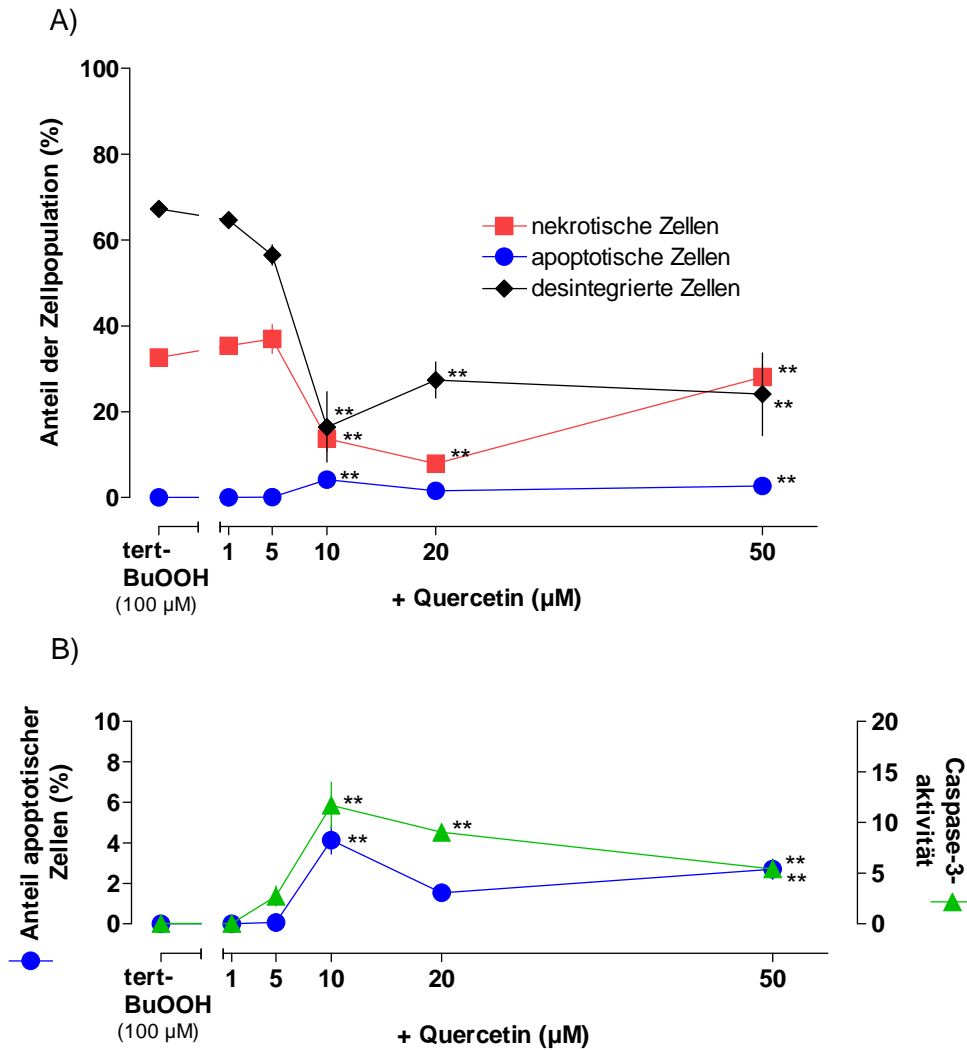 A)
100
80
60
40
20
0
Anteil der Zellpopulation (%)
nekrotische Zellen
apoptotische Zellen
desintegrierte Zellen
**
**
**
**
**
**
**
**
tert-
BuOOH
(100 µM)
1 5 10 20 50
+ Quercetin (µM)
B)
Anteil apoptotischer
Zellen (%)
10
8
6
4
2
0
**
**
**
**
**
20
15
10
5
0
Caspase-3-
aktivität
tert-
BuOOH
(100 µM)
1 5 10 20 50
+ Quercetin (µM)